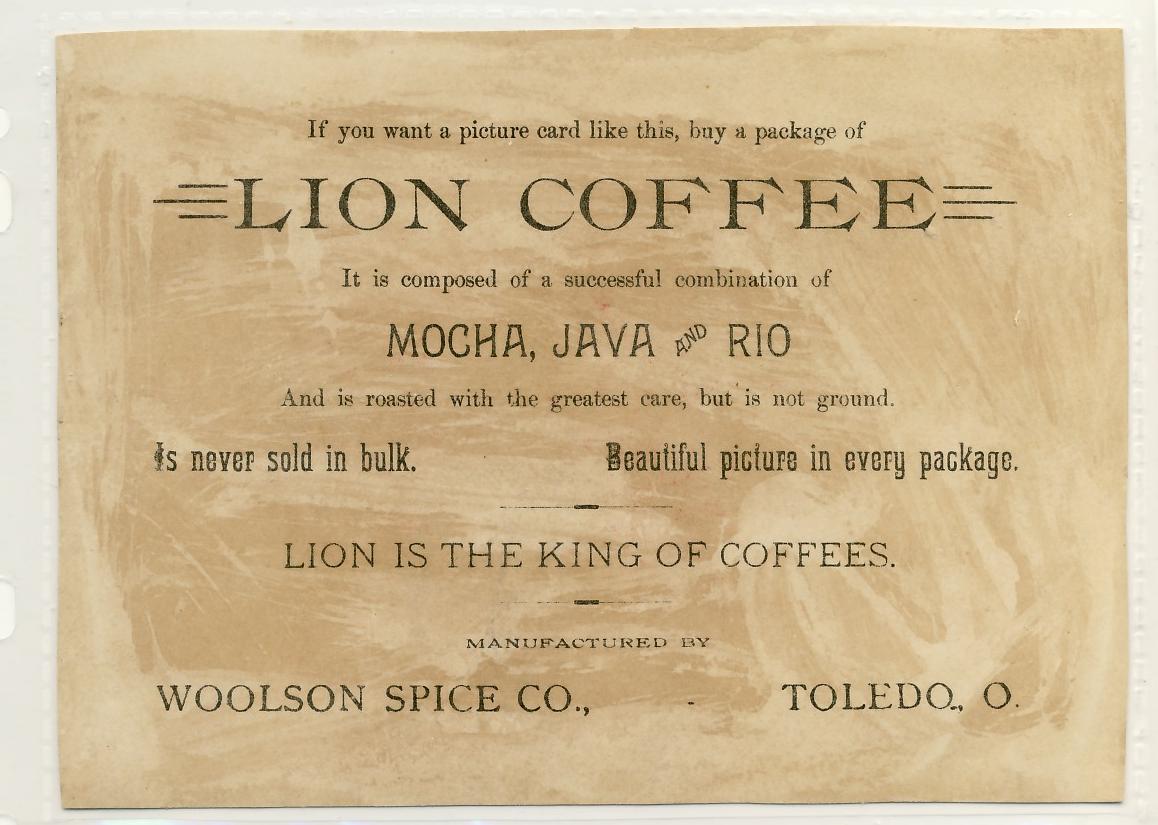 If you want a picture card like this, buy a package of
LION COFFEE
It is composed of a successful combination of
MOCHA, JAVA AND RIO
And is roasted with the greatest care, but is not ground.
Is never sold in bulk. Beautiful picture in every package.
LION IS THE KING OF COFFEES.
MANUFACTURED BY
WOOLSON SPICE CO., - TOLEDO., O.